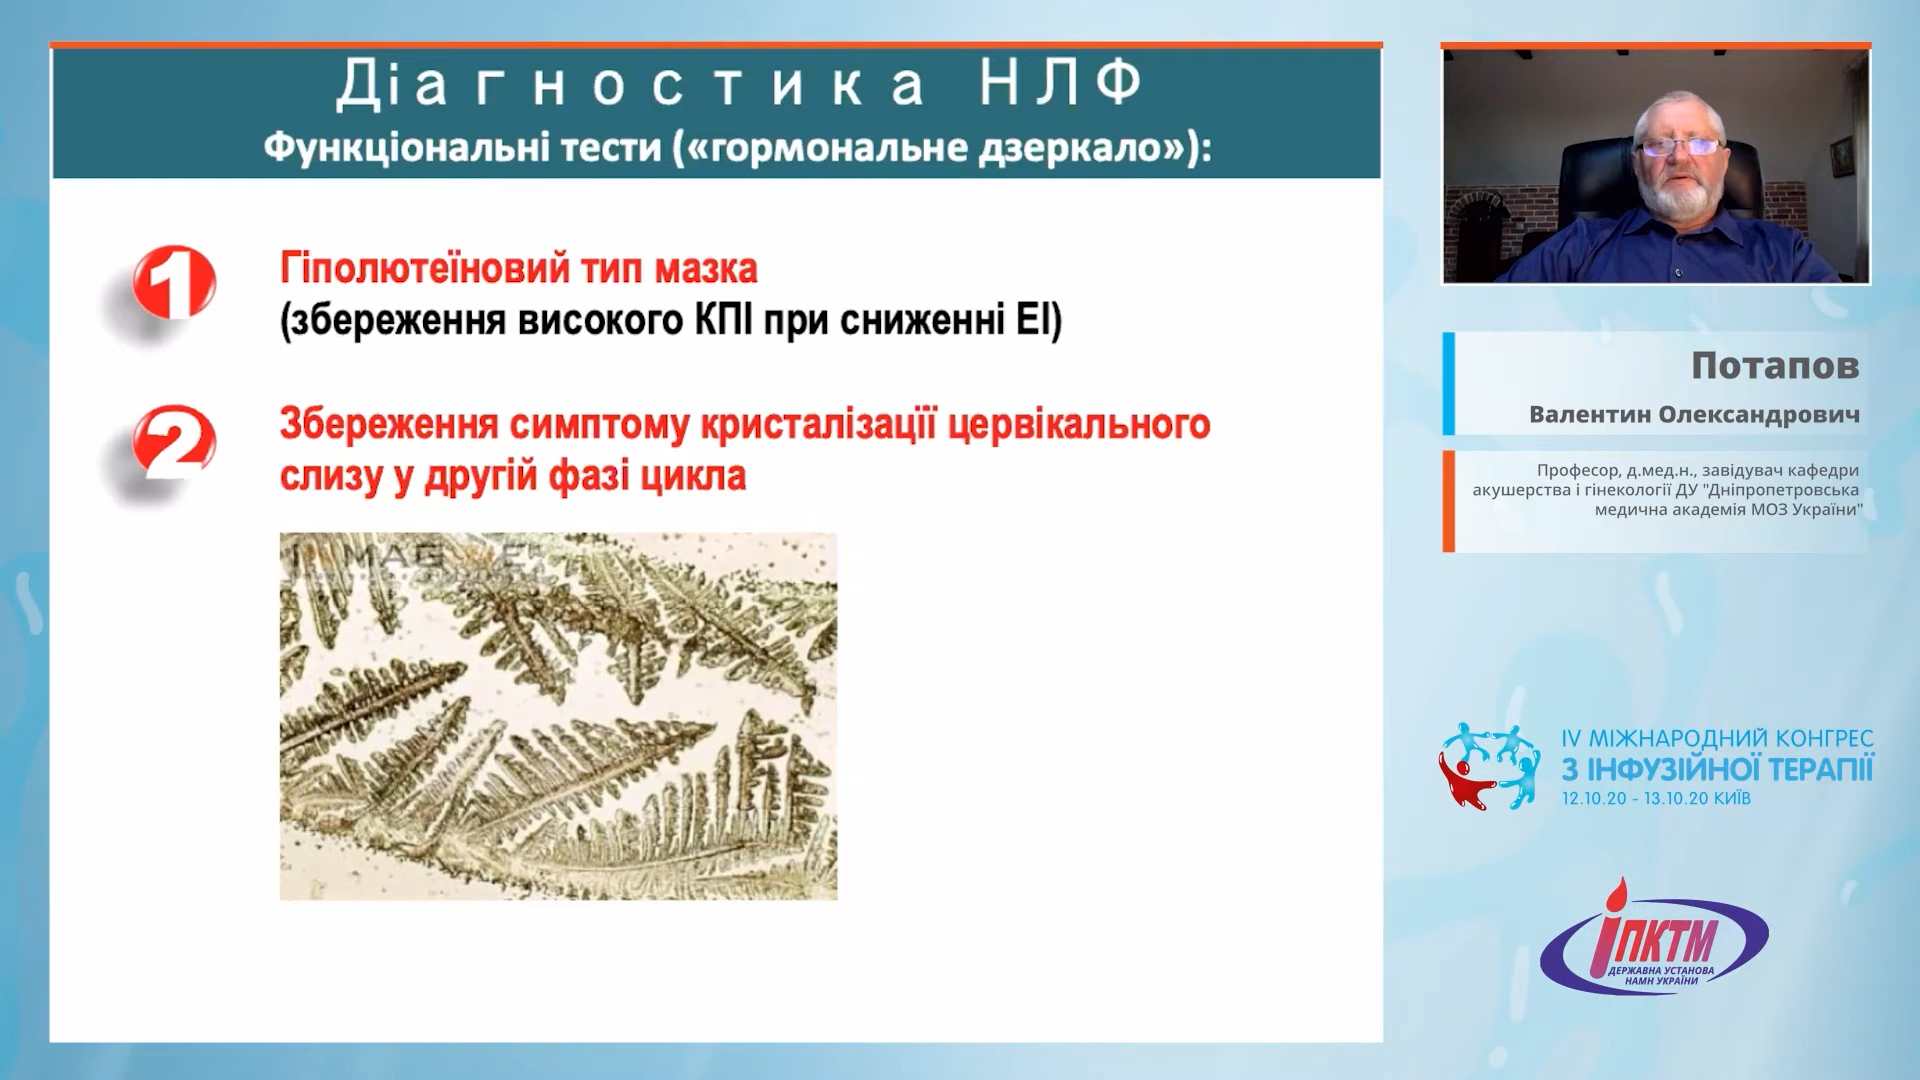 Діагностика НЛФ
Функціональні тести («гормональне дзеркало»):
1
Гіполютеїновий тип мазка
(збереження високого КПІ при сниженні ЕІ)
2
Збереження симптому кристалізації цервікального
слизу у другій фазі цикла
Потапов
Валентин Олександрович
Професор, д.мед.н., завідувач кафедри
акушерства і гінекології ДУ "Дніпропетровська
медична академія МОЗ України"
IV МІЖНАРОДНИЙ КОНГРЕС
З ІНФУЗІЙНОЇ ТЕРАПІЇ
12.10.20 - 13.10.20 КИЇВ
ІПКТМ
ДЕРЖАВНА УСТАНОВА
НАМН УКРАЇНИ